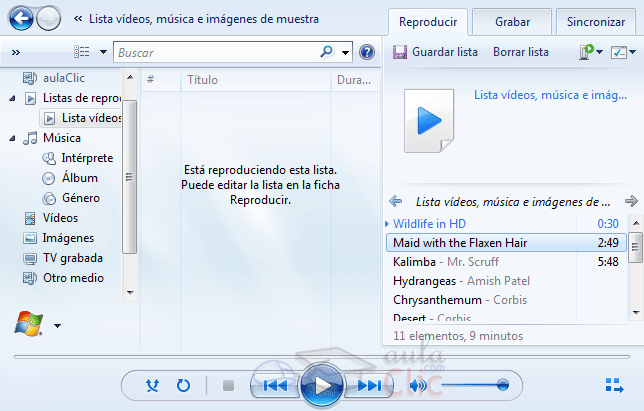 Lista vídeos, música e imágenes de muestra
Reproducir
Grabar
Sincronizar
»
Buscar
Guardar lista
Borrar lista
aulaClic
Listas de repro
Lista vídeos
Música
Intérprete
Álbum
Género
Vídeos
Imágenes
TV grabada
Otro medio
#
Título
Dura...
Está reproduciendo esta lista.
Puede editar la lista en la ficha
Reproducir.
Lista vídeos, música e imág...
Lista vídeos, música e imágenes de ...
Wildlife in HD 0:30
Maid with the Flaxen Hair 2:49
Kalimba - Mr. Scruff 5:48
Hydrangeas - Amish Patel
Chrysanthemum - Corbis
Desert - Corbis
11 elementos, 9 minutos
aula
.com
Clic